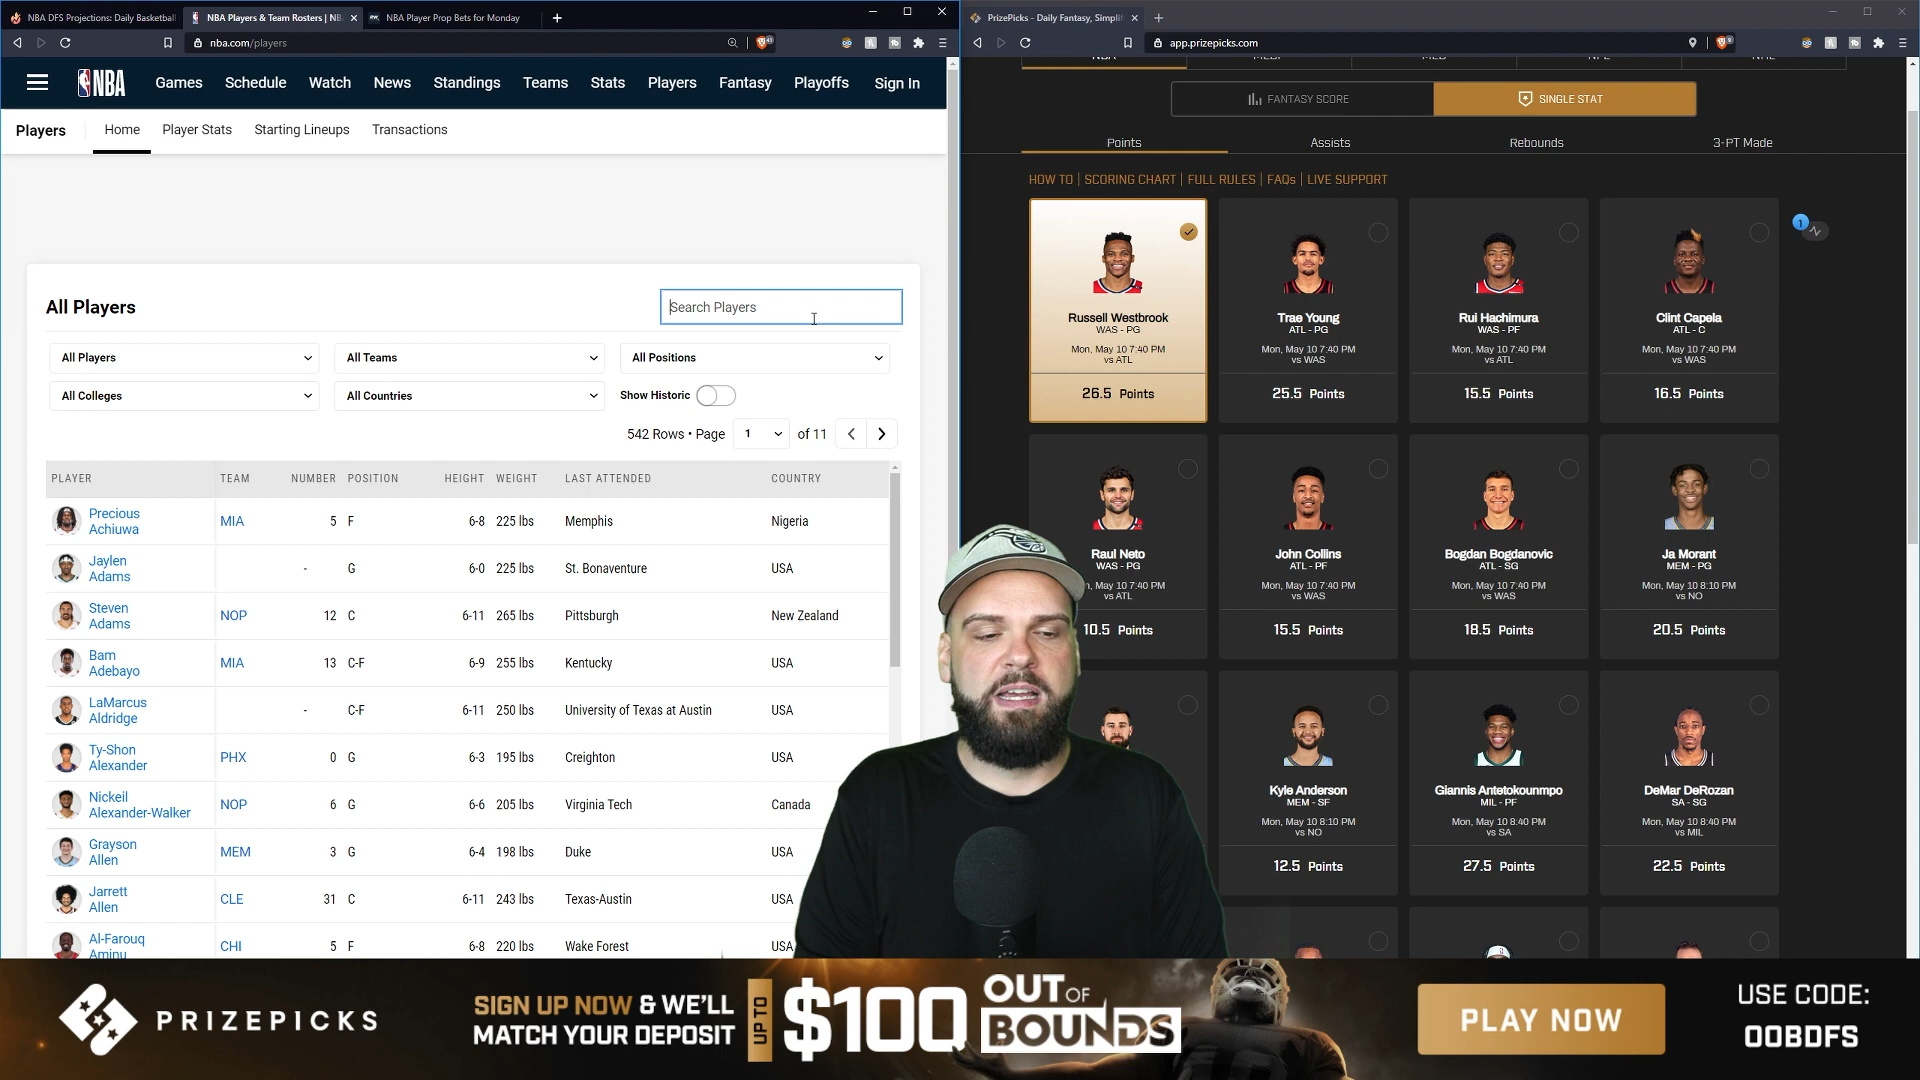 NBA DFS Projections: Daily Basketball
NBA Players & Team Rosters | NB
NBA Player Prop Bets for Monday
nba.com/players
NBA
Games
Schedule
Watch
News
Standings
Teams
Stats
Players
Fantasy
Playoffs
Sign In
Players
Home
Player Stats
Starting Lineups
Transactions
All Players
Search Players
All Players
All Teams
All Positions
All Colleges
All Countries
Show Historic
542 Rows • Page 1 of 11
PLAYER TEAM NUMBER POSITION HEIGHT WEIGHT LAST ATTENDED COUNTRY
Precious
Achiuwa
MIA 5 F 6-8 225 lbs Memphis Nigeria
Jaylen
Adams
- G 6-0 225 lbs St. Bonaventure USA
Steven
Adams
NOP 12 C 6-11 265 lbs Pittsburgh New Zealand
Bam
Adebayo
MIA 13 C-F 6-9 255 lbs Kentucky USA
LaMarcus
Aldridge
- C-F 6-11 250 lbs University of Texas at Austin USA
Ty-Shon
Alexander
PHX 0 G 6-3 195 lbs Creighton USA
Nickeil
Alexander-Walker
NOP 6 G 6-6 205 lbs Virginia Tech Canada
Grayson
Allen
MEM 3 G 6-4 198 lbs Duke USA
Jarrett
Allen
CLE 31 C 6-11 243 lbs Texas-Austin USA
Al-Farouq
Aminu
CHI 5 F 6-8 220 lbs Wake Forest USA
PrizePicks - Daily Fantasy, Simpli
app.prizepicks.com
FANTASY SCORE
SINGLE STAT
Points
Assists
Rebounds
3-PT Made
HOW TO | SCORING CHART | FULL RULES | FAQs | LIVE SUPPORT
1
Russell Westbrook
WAS - PG
Mon, May 10 7:40 PM
vs ATL
26.5 Points
Trae Young
ATL - PG
Mon, May 10 7:40 PM
vs WAS
25.5 Points
Rui Hachimura
WAS - PF
Mon, May 10 7:40 PM
vs ATL
15.5 Points
Clint Capela
ATL - C
Mon, May 10 7:40 PM
vs WAS
16.5 Points
Raul Neto
WAS - PG
, May 10 7:40 PM
vs ATL
10.5 Points
John Collins
ATL - PF
Mon, May 10 7:40 PM
vs WAS
15.5 Points
Bogdan Bogdanovic
ATL - SG
Mon, May 10 7:40 PM
vs WAS
18.5 Points
Ja Morant
MEM - PG
Mon, May 10 8:10 PM
vs NO
20.5 Points
Kyle Anderson
MEM - SF
Mon, May 10 8:10 PM
vs NO
12.5 Points
Giannis Antetokounmpo
MIL - PF
Mon, May 10 8:40 PM
vs SA
27.5 Points
DeMar DeRozan
SA - SG
Mon, May 10 8:40 PM
vs MIL
22.5 Points
PRIZEPICKS
SIGN UP NOW & WE'LL
MATCH YOUR DEPOSIT
UP TO
$100
OUT OF
BOUNDS
PLAY NOW
USE CODE:
OOBDFS